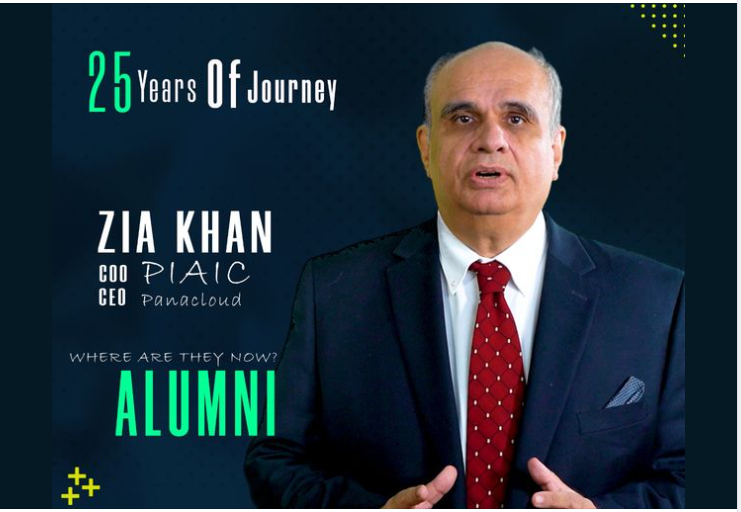 25 Years Of Journey
ZIA KHAN
COO PIAIC
CEO Panacloud
WHERE ARE THEY NOW?
ALUMNI